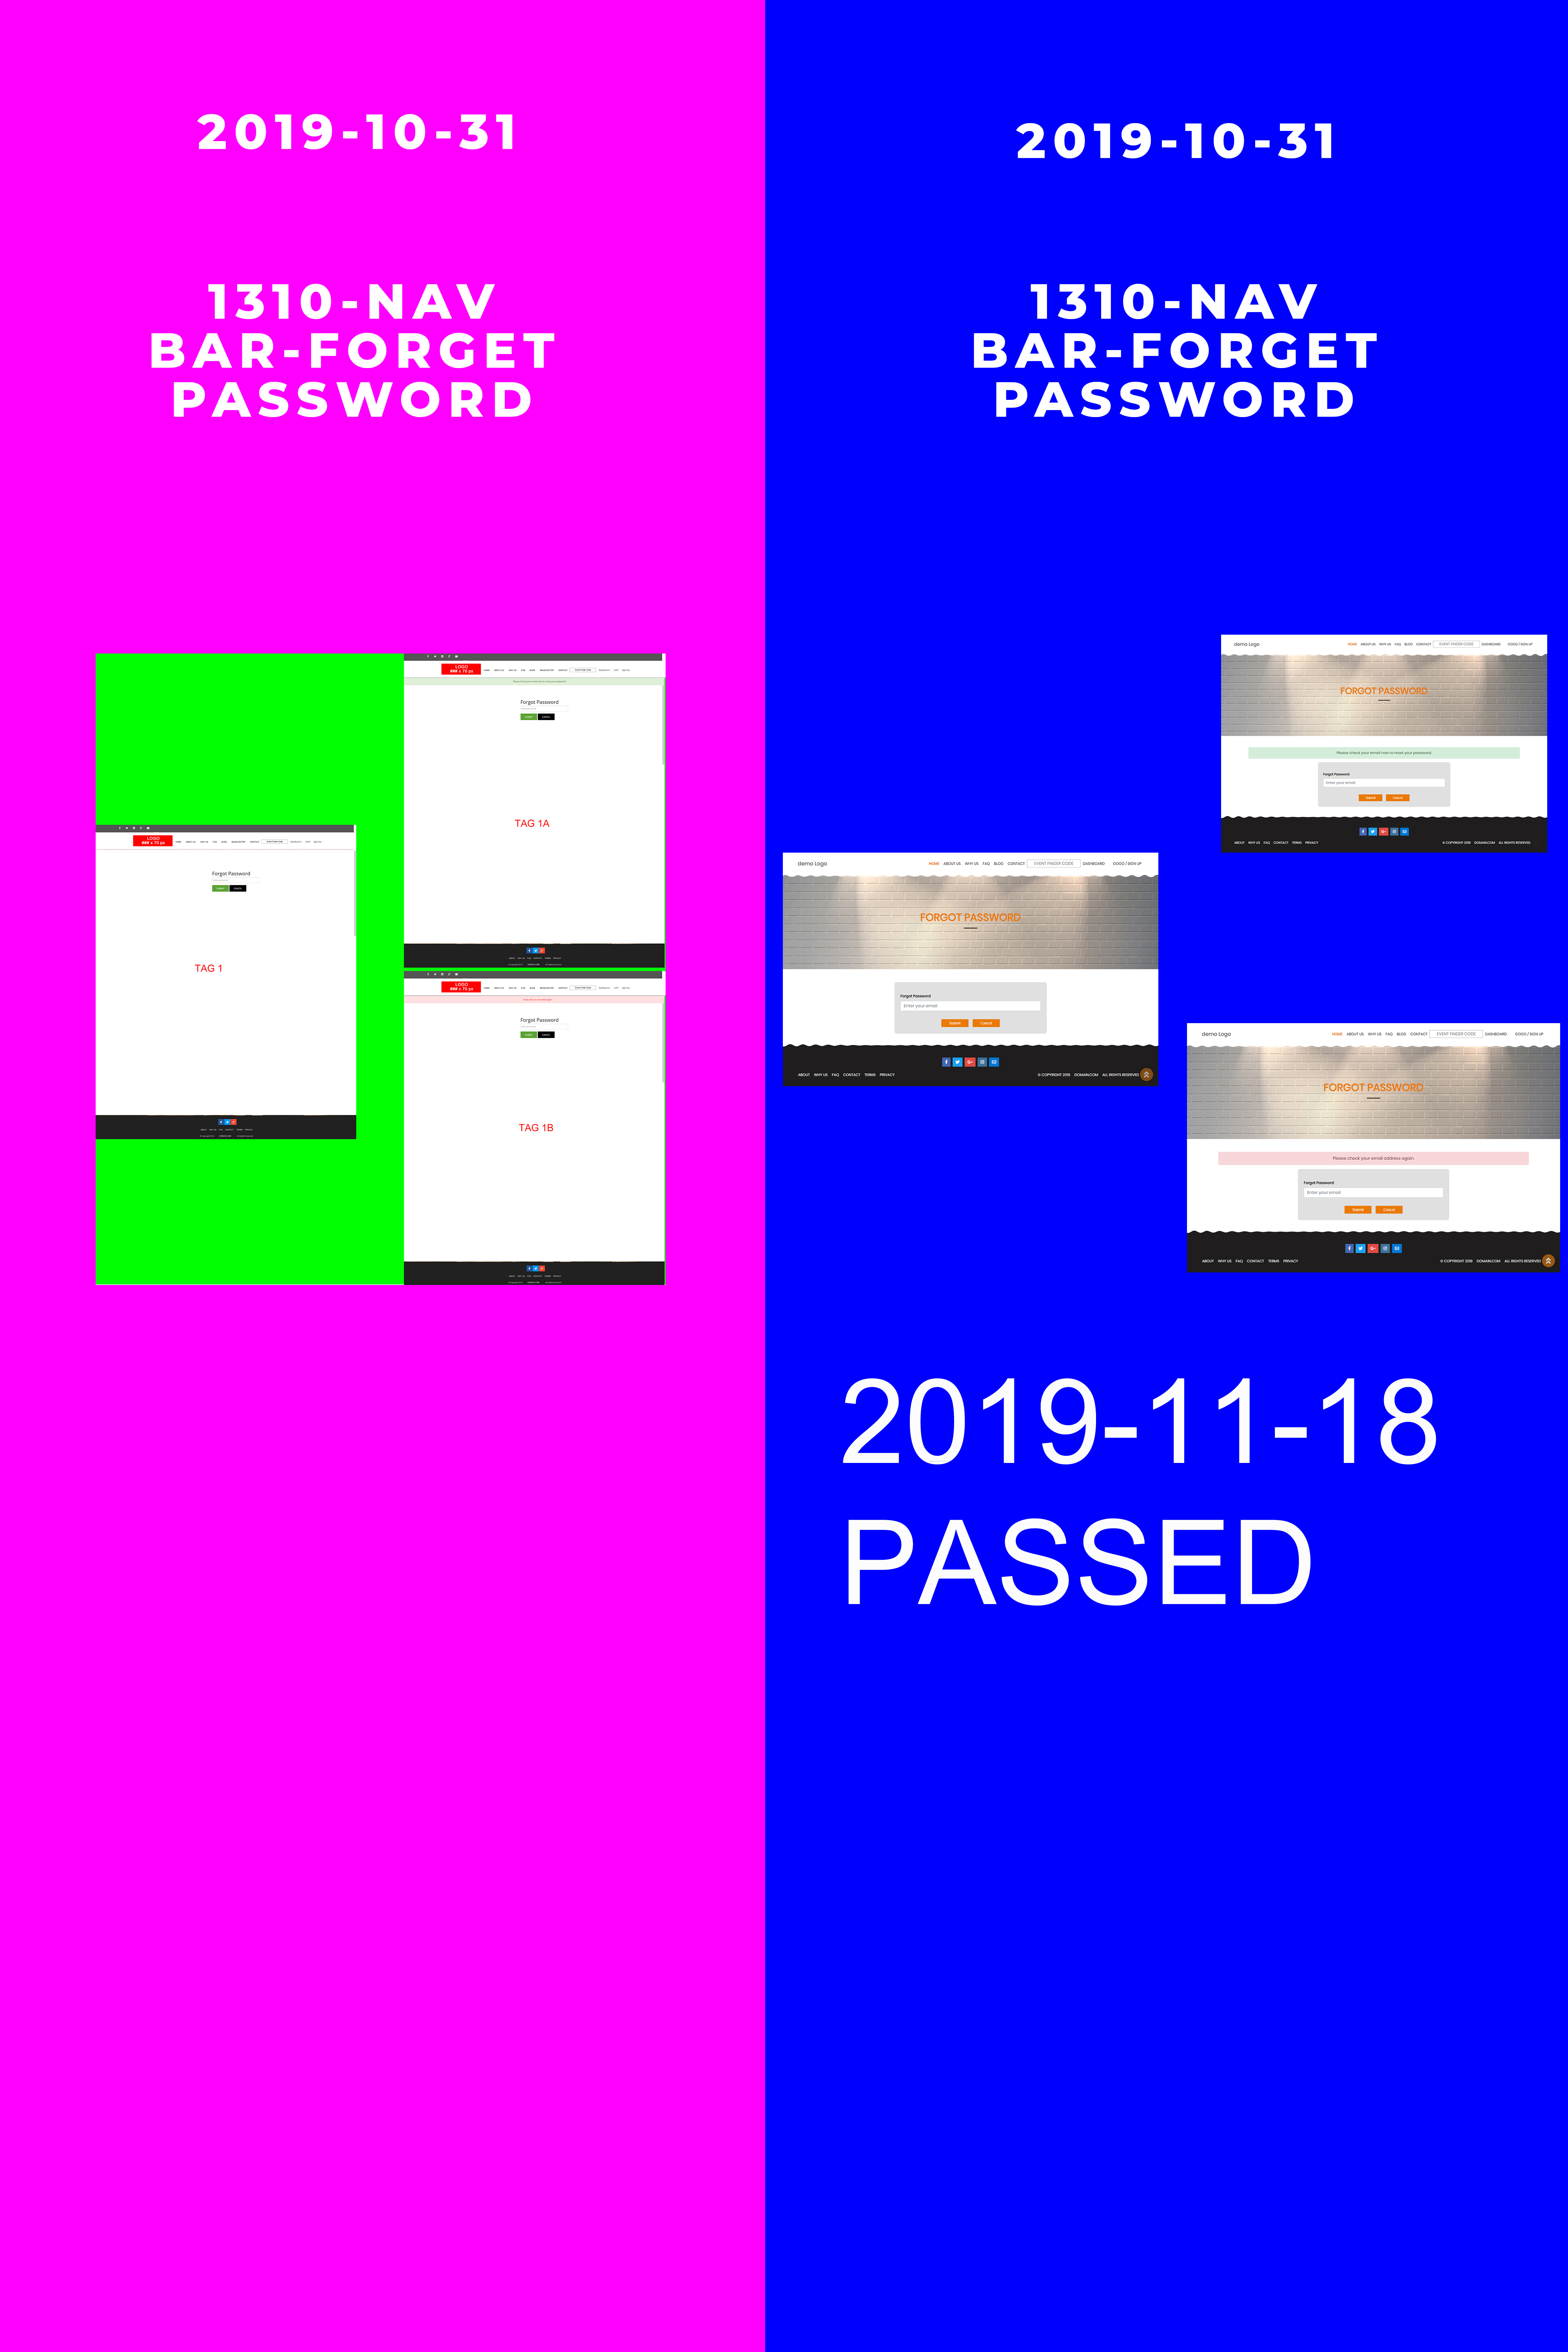 2019-10-31
1310-NAV
BAR-FORGET
PASSWORD
LOGO
Forgot Password
TAG 1
LOGO
Forgot Password
TAG 1A
LOGO
Forgot Password
TAG 1B
2019-10-31
1310-NAV
BAR-FORGET
PASSWORD
demo Logo
HOME ABOUT US WHY US FAQ BLOG CONTACT EVENT FINDER CODE DASHBOARD GOGO/SIGN UP
FORGOT PASSWORD
Please check your email now to reset your password.
Forgot Password
Enter your email
Submit Cancel
ABOUT WHY US FAQ CONTACT TERMS PRIVACY © COPYRIGHT 2019 DOMAIN.COM ALL RIGHTS RESERVED
demo Logo
HOME ABOUT US WHY US FAQ BLOG CONTACT EVENT FINDER CODE DASHBOARD GOGO / SIGN UP
FORGOT PASSWORD
Forgot Password
Enter your email
Submit Cancel
ABOUT WHY US FAQ CONTACT TERMS PRIVACY © COPYRIGHT 2019 DOMAIN.COM ALL RIGHTS RESERVED
demo Logo
HOME ABOUT US WHY US FAQ BLOG CONTACT EVENT FINDER CODE DASHBOARD GOGO / SIGN UP
FORGOT PASSWORD
Please check your email address again.
Forgot Password
Enter your email
Submit Cancel
ABOUT WHY US FAQ CONTACT TERMS PRIVACY © COPYRIGHT 2019 DOMAIN.COM ALL RIGHTS RESERVED
2019-11-18
PASSED